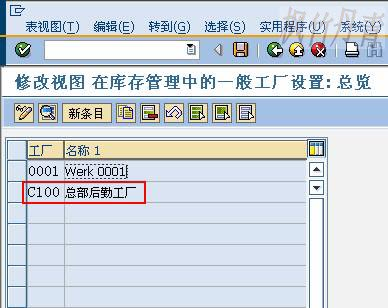 表视图(T) 编辑(E) 转到(G) 选择(S) 实用程序(U) 系统(Y)
修改视图 在库存管理中的一般工厂设置: 总览
新条目
工厂 名称 1
0001 Werk 0001
C100 总部后勤工厂